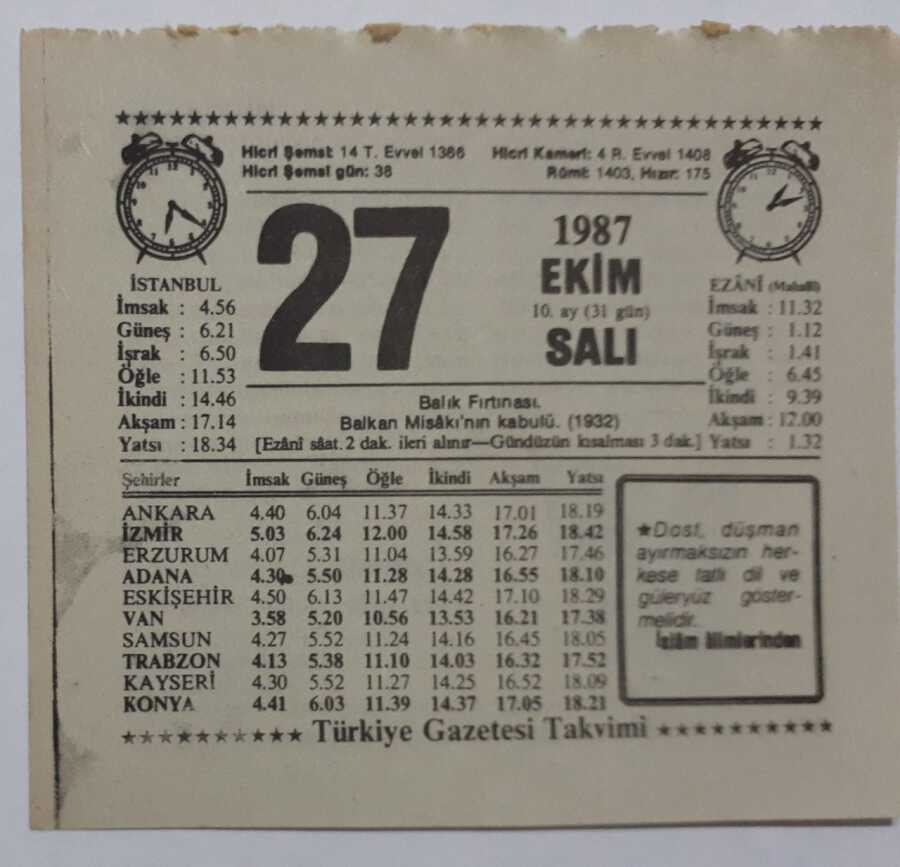 Hicri Şemsi: 14 T. Evvel 1366 Hicri Kameri: 4 R. Evvel 1408
Hicri Şemsi gün: 38 Rûmi: 1403, Hızır: 175
27
1987
EKİM
10. ay (31 gün)
SALI
İSTANBUL
İmsak : 4.56
Güneş : 6.21
İşrak : 6.50
Öğle : 11.53
İkindi : 14.46
Akşam : 17.14
Yatsı : 18.34
EZÂNÎ (Mahallî)
İmsak : 11.32
Güneş : 1.12
İşrak : 1.41
Öğle : 6.45
İkindi : 9.39
Akşam : 12.00
Yatsı : 1.32
Balık Fırtınası.
Balkan Misâkı'nın kabulü. (1932)
[Ezânî sâat. 2 dak. ileri alınır—Gündüzün kısalması 3 dak.]
Şehirler İmsak Güneş Öğle İkindi Akşam Yatsı
ANKARA 4.40 6.04 11.37 14.33 17.01 18.19
İZMİR 5.03 6.24 12.00 14.58 17.26 18.42
ERZURUM 4.07 5.31 11.04 13.59 16.27 17.46
ADANA 4.30 5.50 11.28 14.28 16.55 18.10
ESKİŞEHİR 4.50 6.13 11.47 14.42 17.10 18.29
VAN 3.58 5.20 10.56 13.53 16.21 17.38
SAMSUN 4.27 5.52 11.24 14.16 16.45 18.05
TRABZON 4.13 5.38 11.10 14.03 16.32 17.52
KAYSERİ 4.30 5.52 11.27 14.25 16.52 18.09
KONYA 4.41 6.03 11.39 14.37 17.05 18.21
★Dost, düşman
ayırmaksızın her-
kese tatlı dil ve
güleryüz göster-
melidir.
İslâm âlimlerinden
Türkiye Gazetesi Takvimi